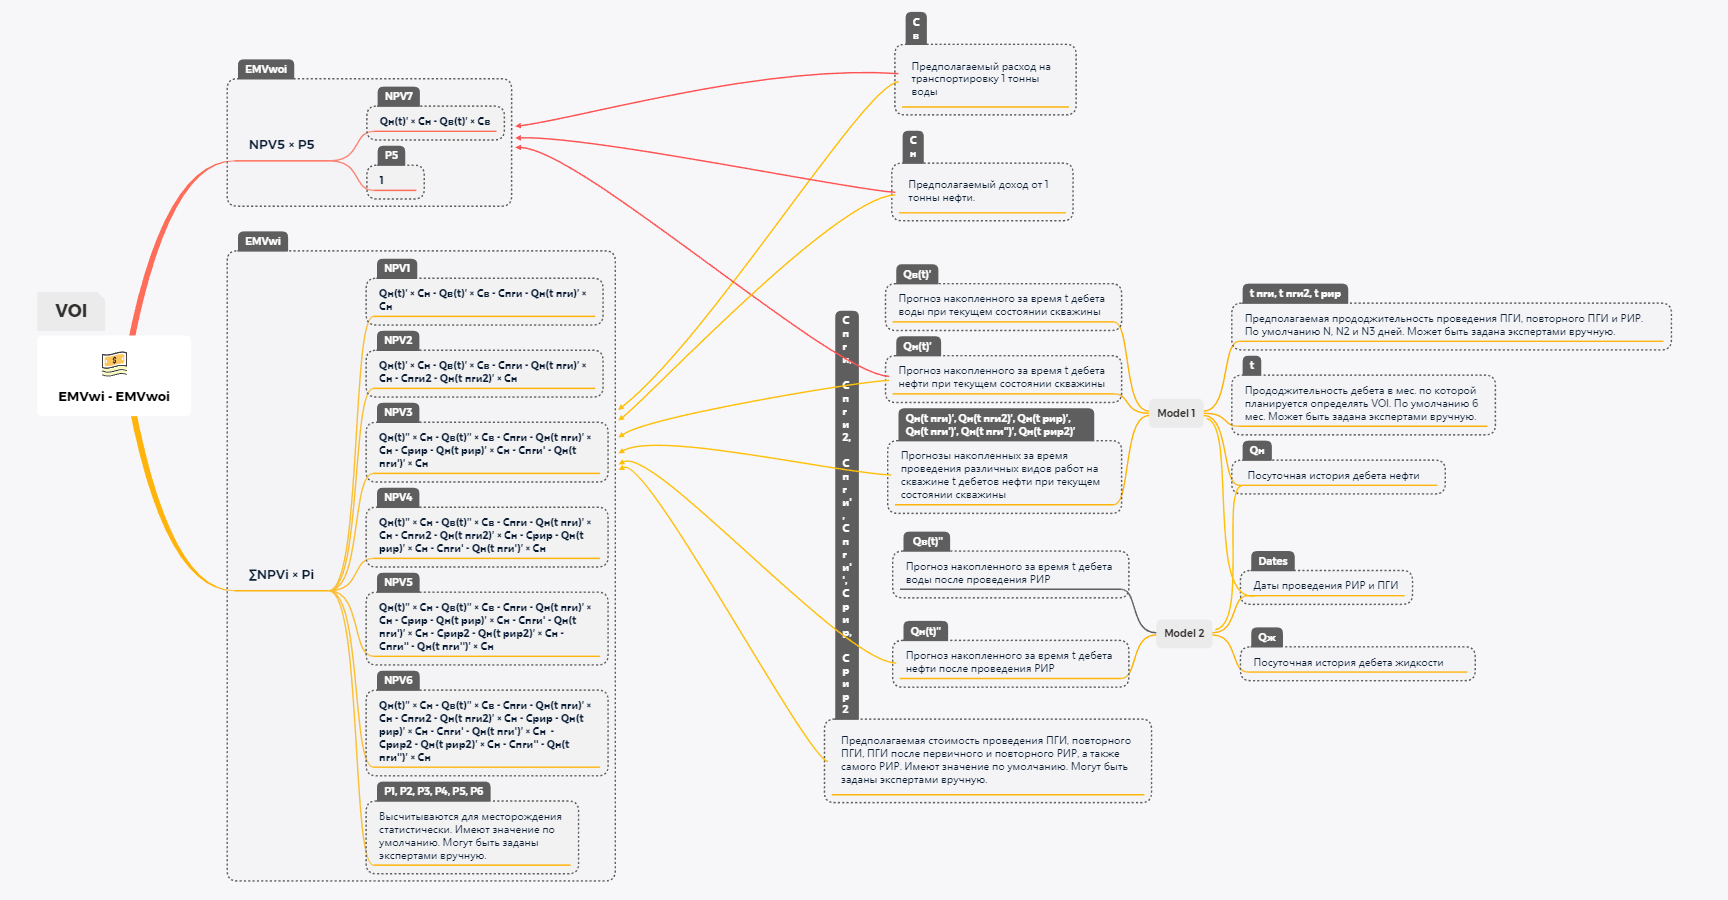 VOI
EMVwi - EMVwoi
EMVwoi
NPV5 × P5
NPV7
Qн(t)' × Сн - Qв(t)' × Св
P5
1
EMVwi
∑NPVi × Pi
NPV1
Qн(t)' × Сн - Qв(t)' × Св - Спги - Qн(t пги)' ×
Сн
NPV2
Qн(t)' × Сн - Qв(t)' × Св - Спги - Qн(t пги)' ×
Сн - Спги2 - Qн(t пги2)' × Сн
NPV3
Qн(t)'' × Сн - Qв(t)'' × Св - Спги - Qн(t пги)' ×
Сн - Срир - Qн(t рир)' × Сн - Спги' - Qн(t
пги')' × Сн
NPV4
Qн(t)'' × Сн - Qв(t)'' × Св - Спги - Qн(t пги)' ×
Сн - Спги2 - Qн(t пги2)' × Сн - Срир - Qн(t
рир)' × Сн - Спги' - Qн(t пги')' × Сн
NPV5
Qн(t)'' × Сн - Qв(t)'' × Св - Спги - Qн(t пги)' ×
Сн - Срир - Qн(t рир)' × Сн - Спги' - Qн(t
пги')' × Сн - Срир2 - Qн(t рир2)' × Сн -
Спги'' - Qн(t пги'')' × Сн
NPV6
Qн(t)'' × Сн - Qв(t)'' × Св - Спги - Qн(t пги)' ×
Сн - Спги2 - Qн(t пги2)' × Сн - Срир - Qн(t
рир)' × Сн - Спги' - Qн(t пги')' × Сн -
Срир2 - Qн(t рир2)' × Сн - Спги'' - Qн(t
пги'')' × Сн
P1, P2, P3, P4, P5, P6
Высчитываются для месторождения
статистически. Имеют значение по
умолчанию. Могут быть заданы
экспертами вручную.
С
в
Предполагаемый расход на
транспортировку 1 тонны
воды
С
н
Предполагаемый доход от 1
тонны нефти.
Qв(t)'
Прогноз накопленного за время t дебета
воды при текущем состоянии скважины
Qн(t)'
Прогноз накопленного за время t дебета
нефти при текущем состоянии скважины
Qн(t пги)', Qн(t пги2)', Qн(t рир)',
Qн(t пги')', Qн(t пги'')', Qн(t рир2)'
Прогнозы накопленных за время
проведения различных видов работ на
скважине t дебетов нефти при текущем
состоянии скважины
Qв(t)''
Прогноз накопленного за время t дебета
воды после проведения РИР
Qн(t)''
Прогноз накопленного за время t дебета
нефти после проведения РИР
С
п
г
и,
С
п
г
и
2,
С
п
г
и'
,
С
п
г
и'
',
С
р
и
р,
С
р
и
р
2
Предполагаемая стоимость проведения ПГИ, повторного
ПГИ, ПГИ после первичного и повторного РИР, а также
самого РИР. Имеют значение по умолчанию. Могут быть
заданы экспертами вручную.
Model 1
Model 2
t пги, t пги2, t рир
Предполагаемая прододжительность проведения ПГИ, повторного ПГИ и РИР.
По умолчанию N, N2 и N3 дней. Может быть задана экспертами вручную.
t
Прододжительность дебета в мес. по которой
планируется определять VOI. По умолчанию 6
мес. Может быть задана экспертами вручную.
Qн
Посуточная история дебета нефти
Dates
Даты проведения РИР и ПГИ
Qж
Посуточная история дебета жидкости